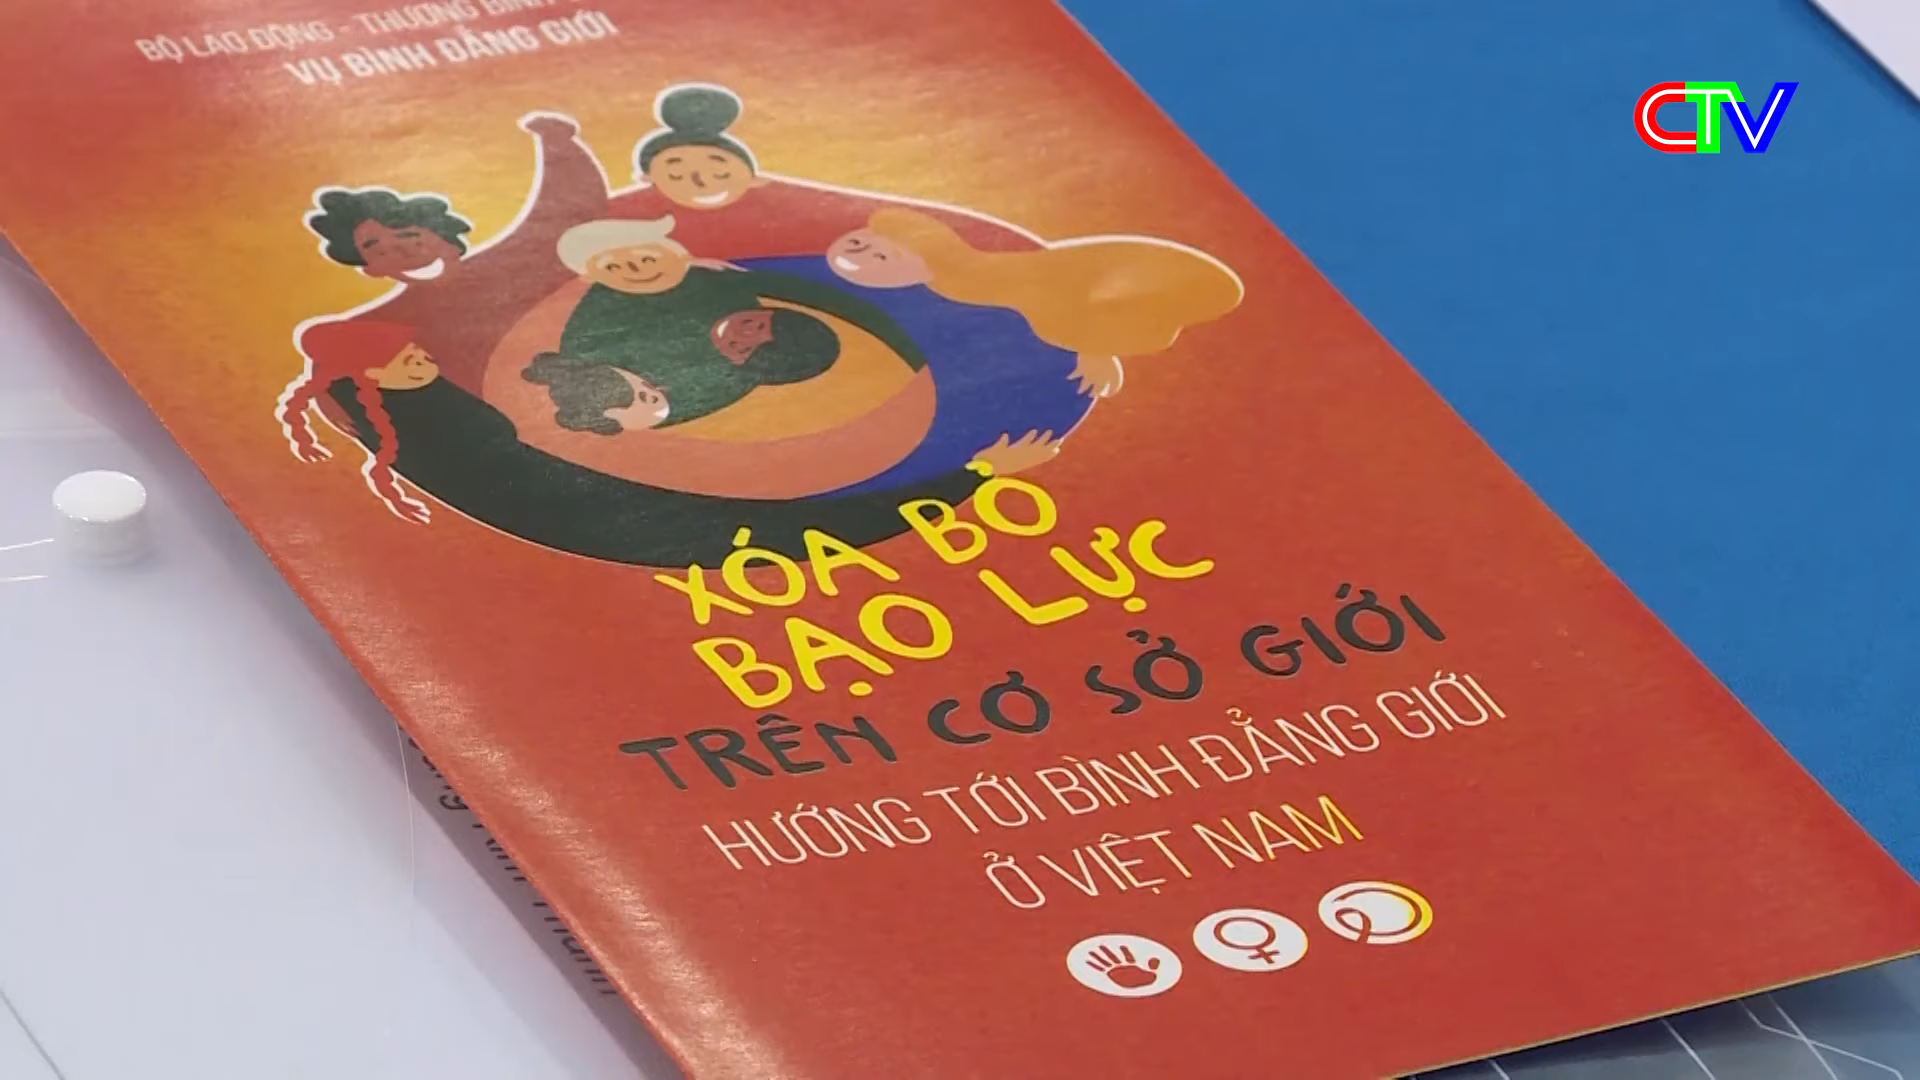 BỘ LAO ĐỘNG - THƯƠNG BINH
VỤ BÌNH ĐẲNG GIỚI
CTV
XÓA BỎ
BẠO LỰC
TRÊN CƠ SỞ GIỚI
HƯỚNG TỚI BÌNH ĐẲNG GIỚI
Ở VIỆT NAM